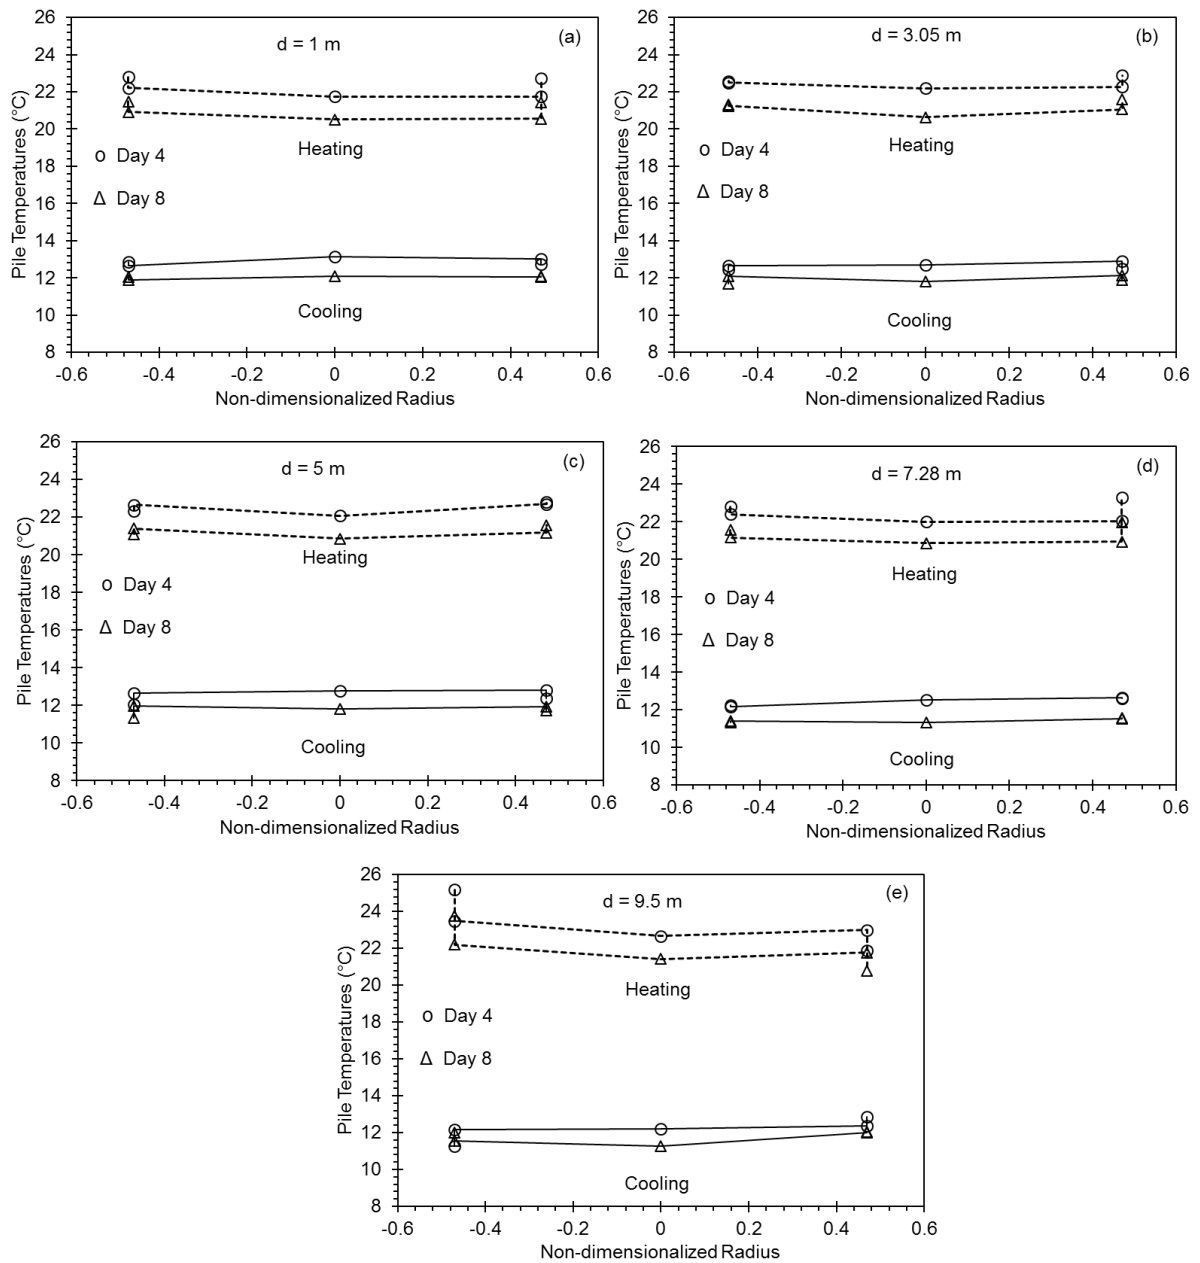 26
24
22
20
18
16
14
12
10
8
Pile Temperatures (°C)
d = 1 m
(a)
Heating
Day 4
Day 8
Cooling
-0.6 -0.4 -0.2 0 0.2 0.4 0.6
Non-dimensionalized Radius
26
24
22
20
18
16
14
12
10
8
Pile Temperatures (°C)
d = 3.05 m
(b)
Heating
Day 4
Day 8
Cooling
-0.6 -0.4 -0.2 0 0.2 0.4 0.6
Non-dimensionalized Radius
26
24
22
20
18
16
14
12
10
8
Pile Temperatures (°C)
d = 5 m
(c)
Heating
Day 4
Day 8
Cooling
-0.6 -0.4 -0.2 0 0.2 0.4 0.6
Non-dimensionalized Radius
26
24
22
20
18
16
14
12
10
8
Pile Temperatures (°C)
d = 7.28 m
(d)
Heating
Day 4
Day 8
Cooling
-0.6 -0.4 -0.2 0 0.2 0.4 0.6
Non-dimensionalized Radius
26
24
22
20
18
16
14
12
10
8
Pile Temperatures (°C)
d = 9.5 m
(e)
Heating
Day 4
Day 8
Cooling
-0.6 -0.4 -0.2 0 0.2 0.4 0.6
Non-dimensionalized Radius